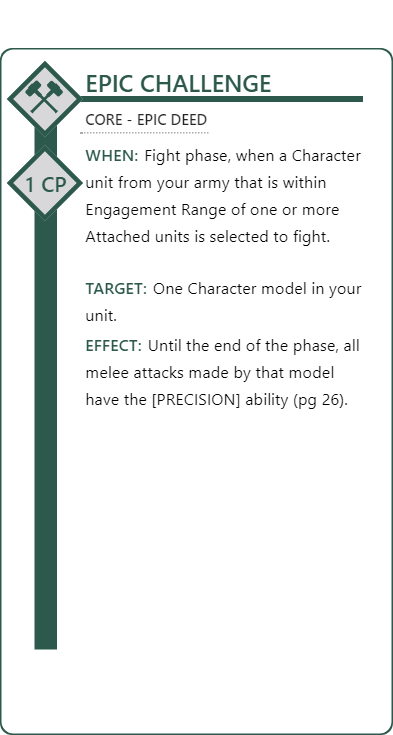 EPIC CHALLENGE
CORE - EPIC DEED
1 CP
WHEN: Fight phase, when a Character
unit from your army that is within
Engagement Range of one or more
Attached units is selected to fight.
TARGET: One Character model in your
unit.
EFFECT: Until the end of the phase, all
melee attacks made by that model
have the [PRECISION] ability (pg 26).